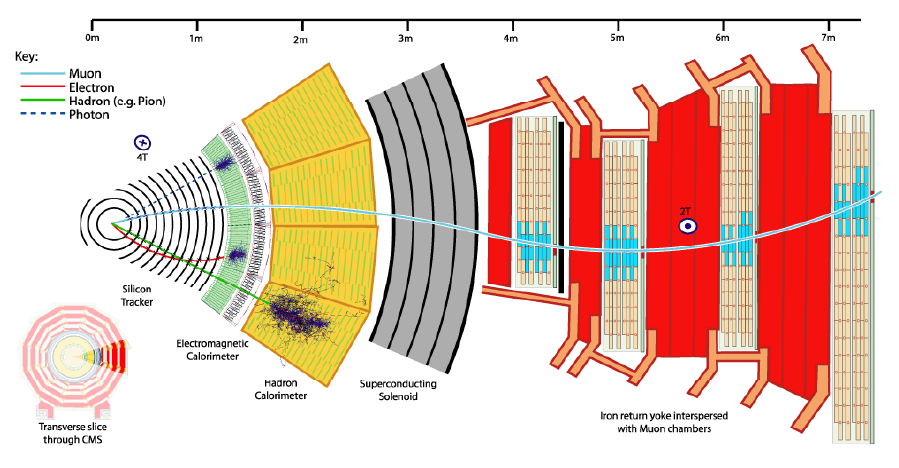 0m 1m 2m 3m 4m 5m 6m 7m
Key:
Muon
Electron
Hadron (e.g. Pion)
Photon
4T
2T
Silicon
Tracker
Electromagnetic
Calorimeter
Hadron
Calorimeter
Superconducting
Solenoid
Iron return yoke interspersed
with Muon chambers
Transverse slice
through CMS